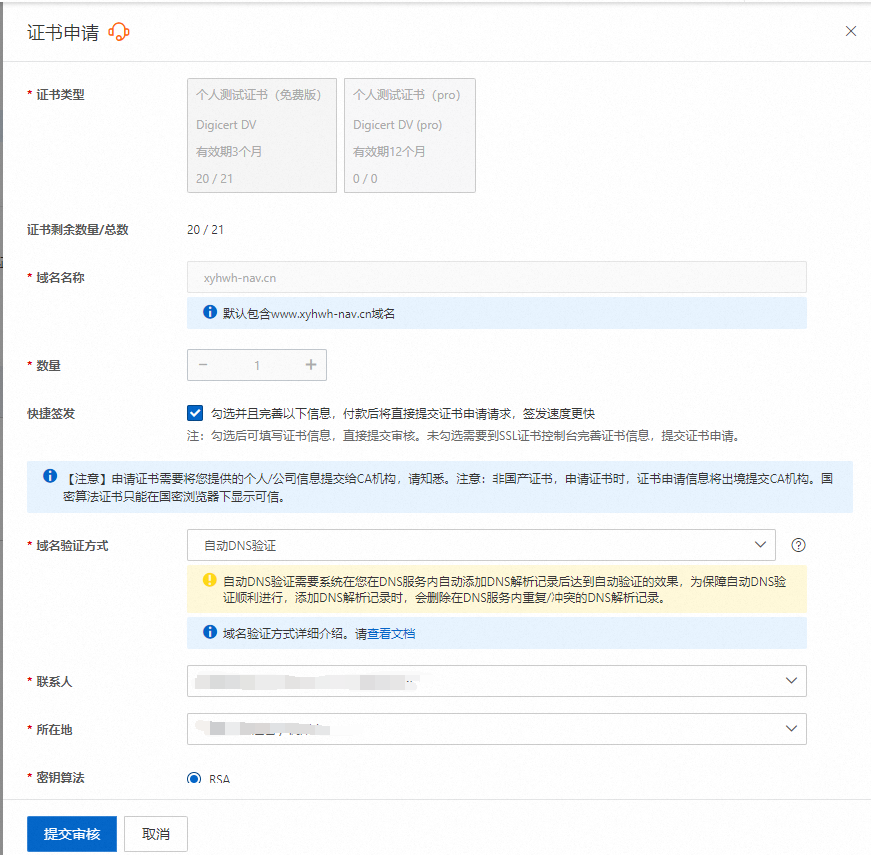 证书申请
* 证书类型
个人测试证书（免费版）
Digicert DV
有效期3个月
20 / 21
个人测试证书（pro）
Digicert DV (pro)
有效期12个月
0 / 0
证书剩余数量/总数
20 / 21
* 域名名称
xyhwh-nav.cn
默认包含www.xyhwh-nav.cn域名
* 数量
− 1 +
快捷签发
勾选并且完善以下信息，付款后将直接提交证书申请请求，签发速度更快
注：勾选后可填写证书信息，直接提交审核。未勾选需要到SSL证书控制台完善证书信息，提交证书申请。
【注意】申请证书需要将您提供的个人/公司信息提交给CA机构，请知悉。注意：非国产证书，申请证书时，证书申请信息将出境提交CA机构。国
密算法证书只能在国密浏览器下显示可信。
* 域名验证方式
自动DNS验证
自动DNS验证需要系统在您在DNS服务内自动添加DNS解析记录后达到自动验证的效果，为保障自动DNS验
证顺利进行，添加DNS解析记录时，会删除在DNS服务内重复/冲突的DNS解析记录。
域名验证方式详细介绍。请查看文档
* 联系人
* 所在地
* 密钥算法
RSA
提交审核
取消